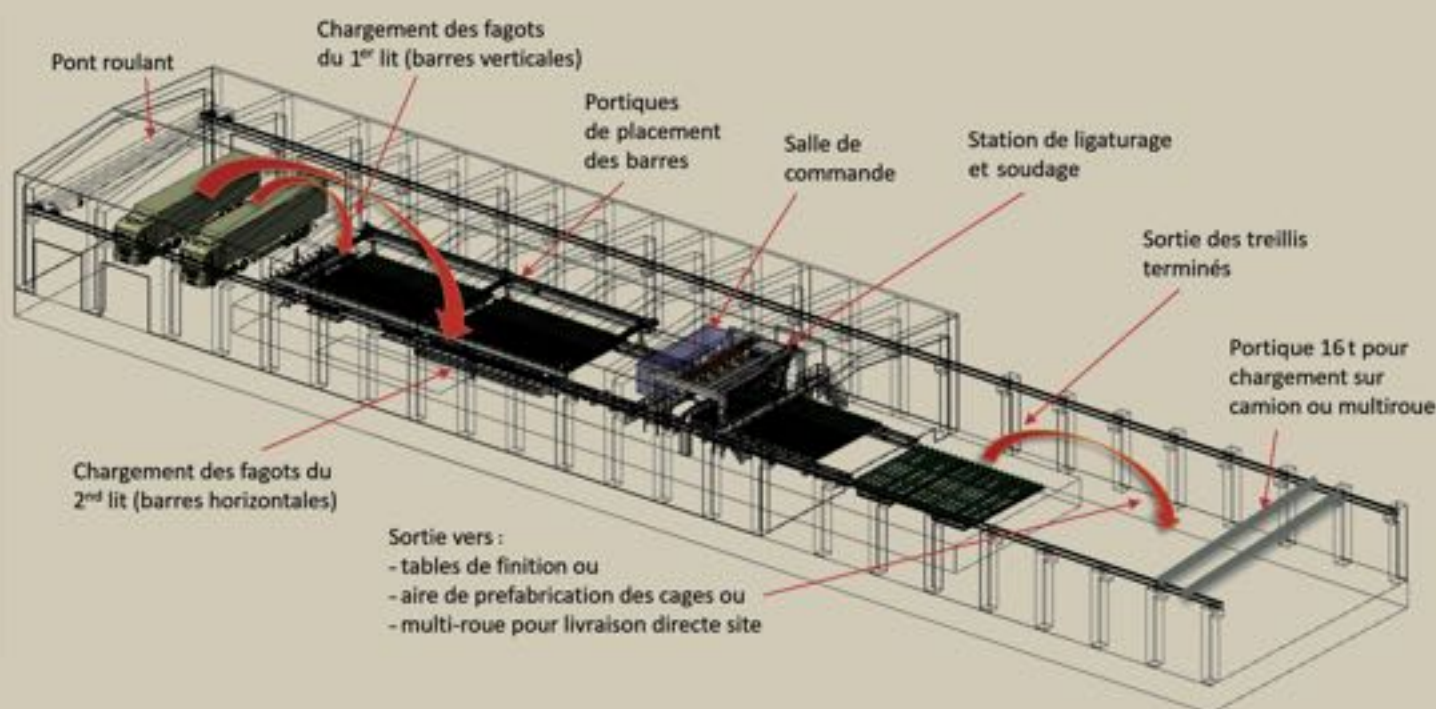 Chargement des fagots
du 1er lit (barres verticales)
Pont roulant
Portiques
de placement
des barres
Salle de
commande
Station de ligaturage
et soudage
Sortie des treillis
terminés
Portique 16 t pour
chargement sur
camion ou multiroue
Chargement des fagots du
2nd lit (barres horizontales)
Sortie vers :
- tables de finition ou
- aire de prefabrication des cages ou
- multi-roue pour livraison directe site